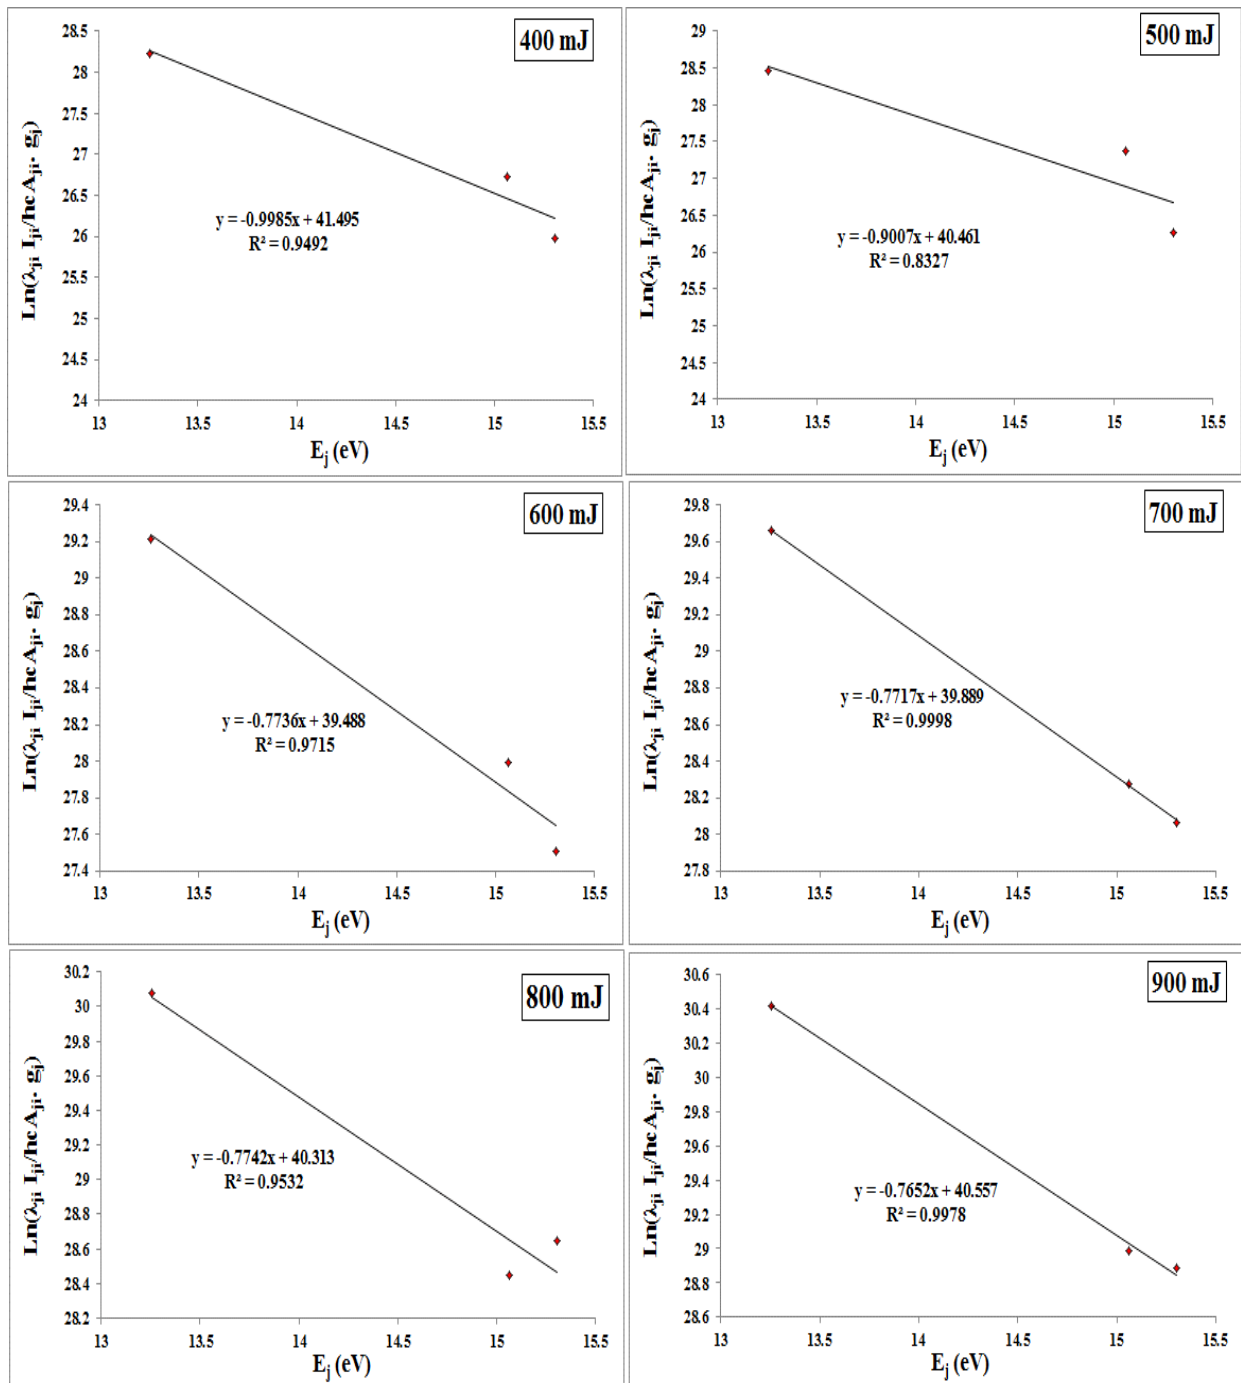 400 mJ
28.5
28
27.5
27
26.5
26
25.5
25
24.5
24
Ln(λji Iji/hc Aji· gj)
y = -0.9985x + 41.495
R² = 0.9492
13 13.5 14 14.5 15 15.5
Ej (eV)
500 mJ
29
28.5
28
27.5
27
26.5
26
25.5
25
24.5
24
Ln(λji Iji/hc Aji· gj)
y = -0.9007x + 40.461
R² = 0.8327
13 13.5 14 14.5 15 15.5
Ej (eV)
600 mJ
29.4
29.2
29
28.8
28.6
28.4
28.2
28
27.8
27.6
27.4
Ln(λji Iji/hc Aji· gj)
y = -0.7736x + 39.488
R² = 0.9715
13 13.5 14 14.5 15 15.5
Ej (eV)
700 mJ
29.8
29.6
29.4
29.2
29
28.8
28.6
28.4
28.2
28
27.8
Ln(λji Iji/hc Aji· gj)
y = -0.7717x + 39.889
R² = 0.9998
13 13.5 14 14.5 15 15.5
Ej (eV)
800 mJ
30.2
30
29.8
29.6
29.4
29.2
29
28.8
28.6
28.4
28.2
Ln(λji Iji/hc Aji· gj)
y = -0.7742x + 40.313
R² = 0.9532
13 13.5 14 14.5 15 15.5
Ej (eV)
900 mJ
30.6
30.4
30.2
30
29.8
29.6
29.4
29.2
29
28.8
28.6
Ln(λji Iji/hc Aji· gj)
y = -0.7652x + 40.557
R² = 0.9978
13 13.5 14 14.5 15 15.5
Ej (eV)